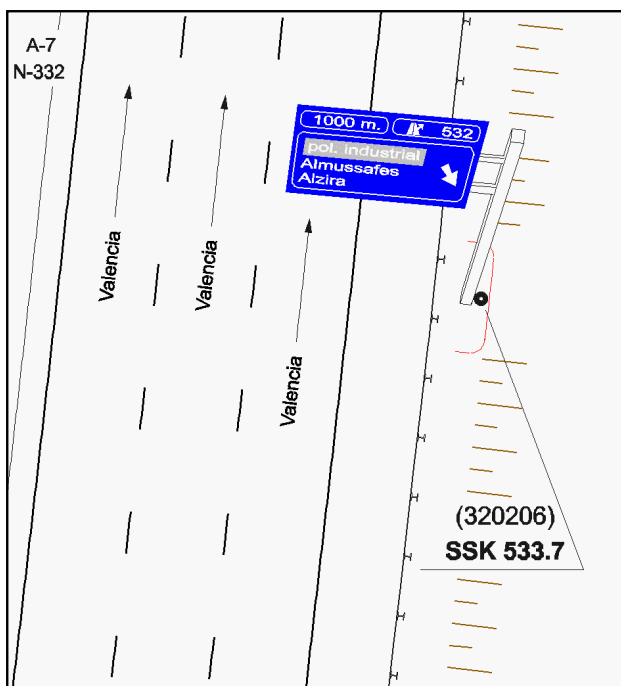 A-7
N-332
1000 m.
532
pol. industrial
Almussafes
Alzira
Valencia
Valencia
Valencia
(320206)
SSK 533.7